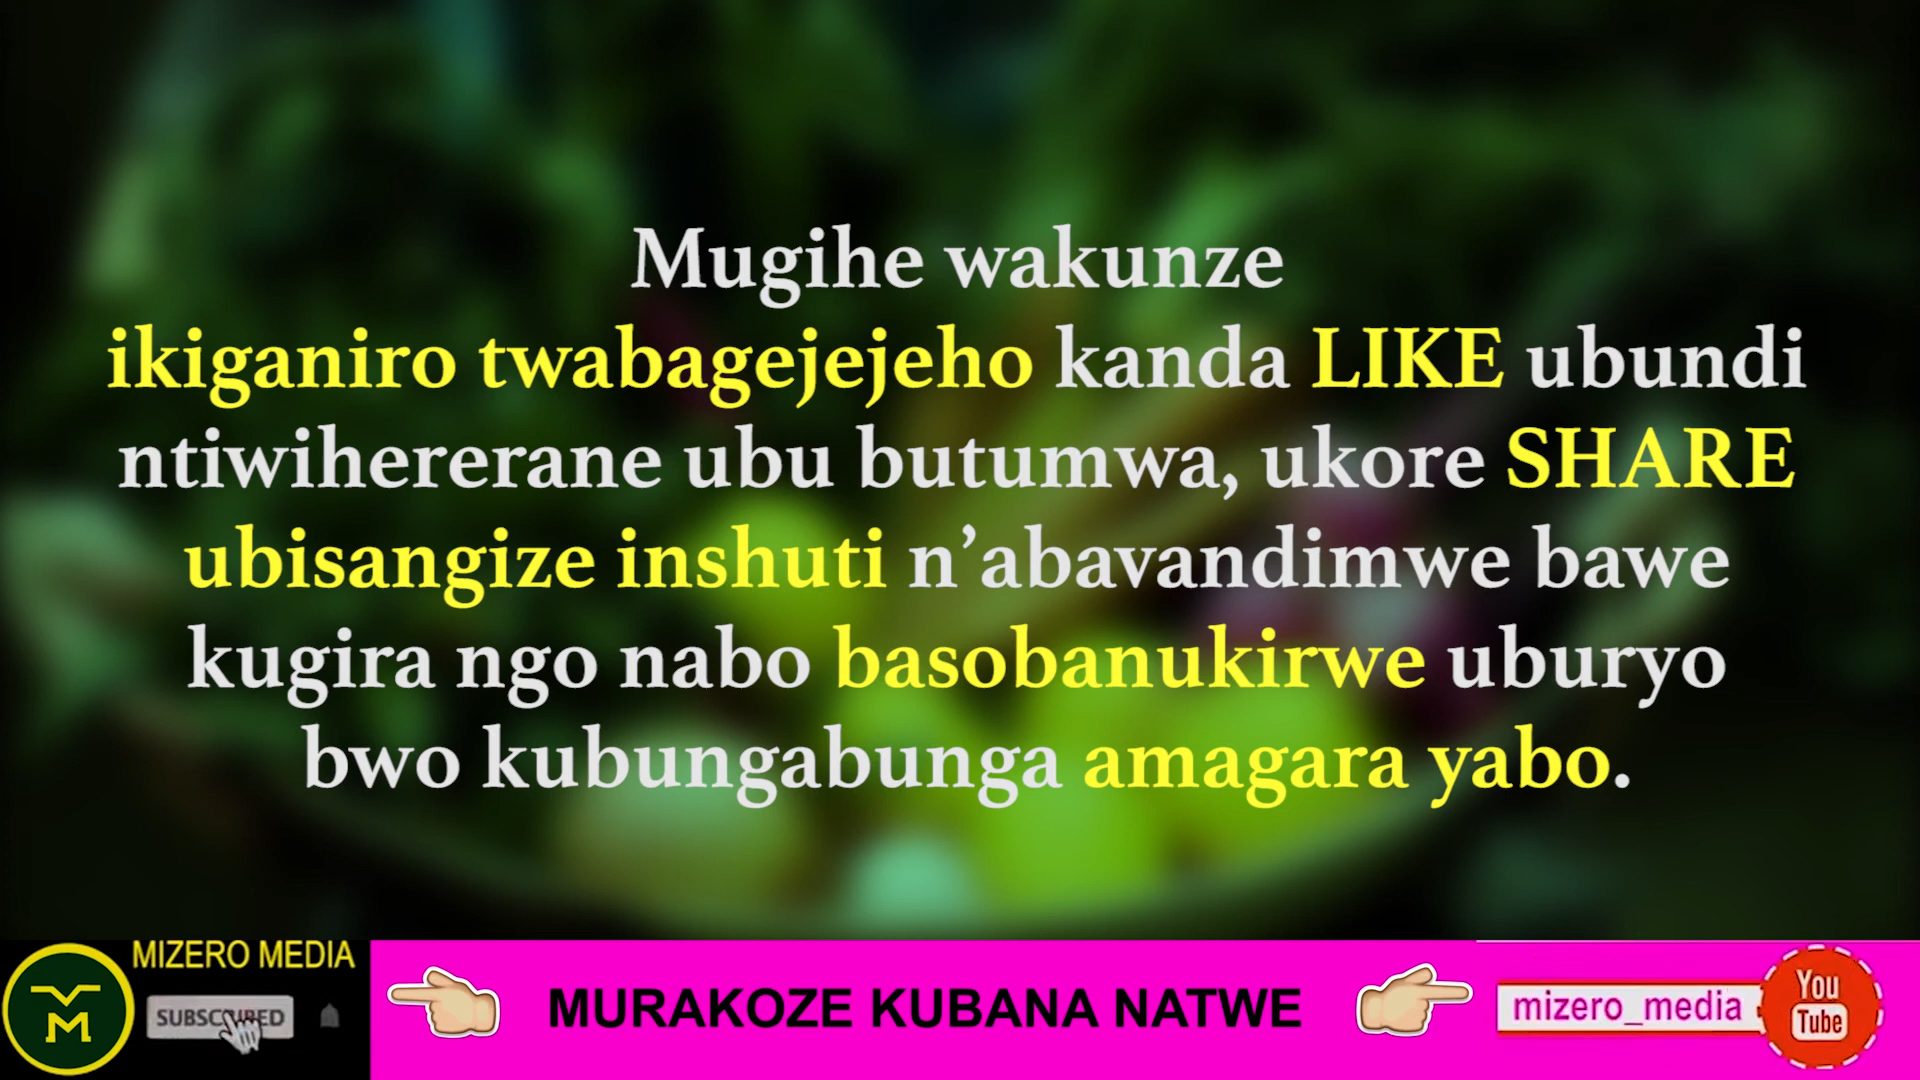 Mugihe wakunze
ikiganiro twabagejejeho kanda LIKE ubundi
ntiwihererane ubu butumwa, ukore SHARE
ubisangize inshuti n’abavandimwe bawe
kugira ngo nabo basobanukirwe uburyo
bwo kubungabunga amagara yabo.
MIZERO MEDIA
SUBSCRIBED
MURAKOZE KUBANA NATWE
mizero_media
You
Tube